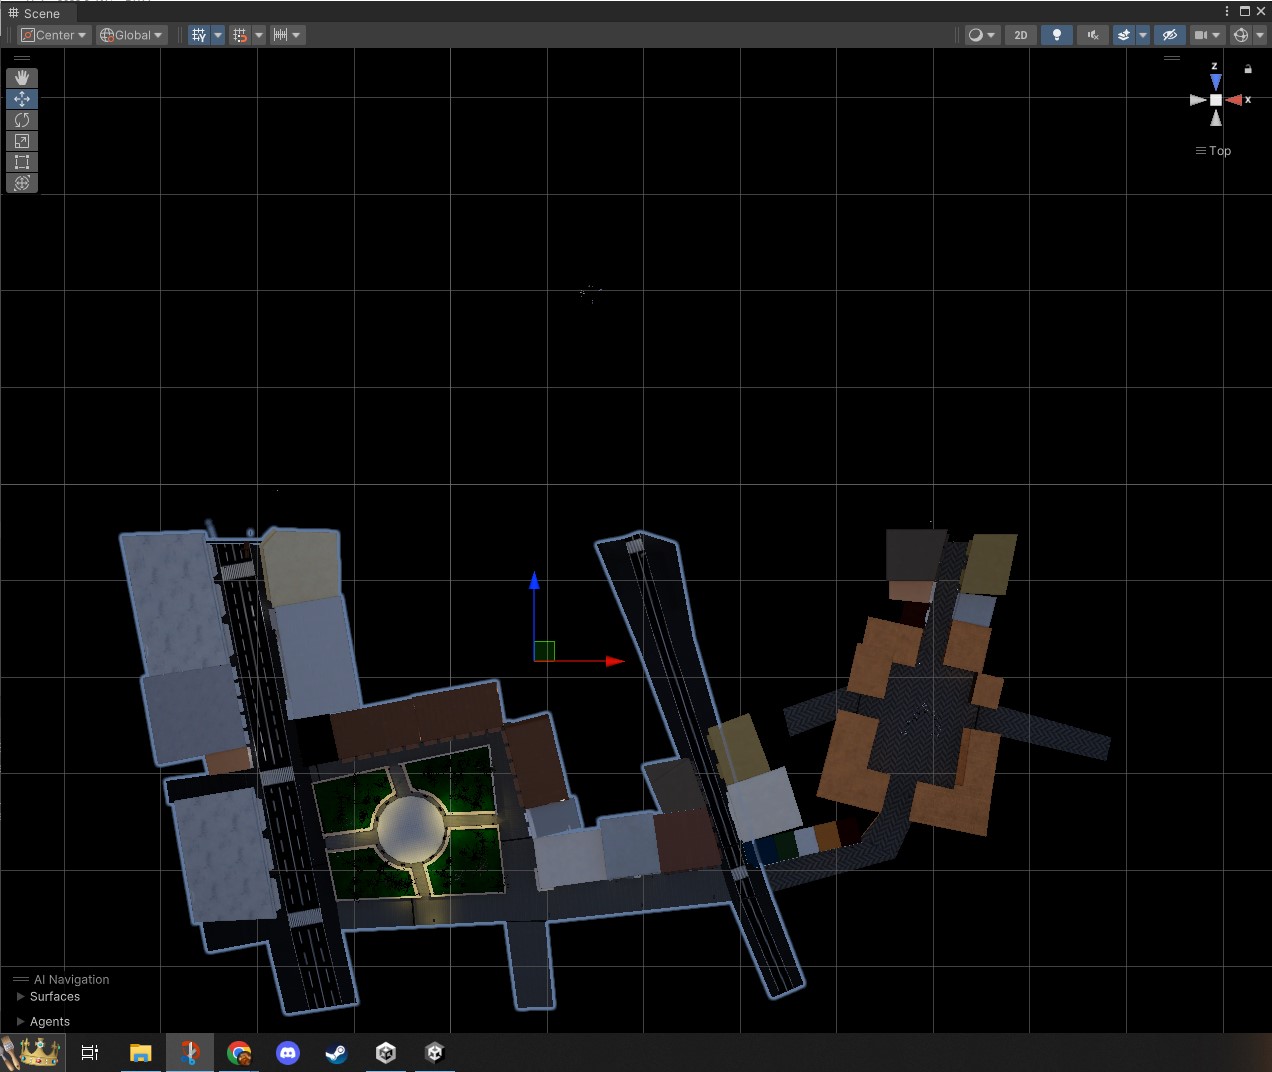 Scene
Center
Global
2D
z
x
Top
AI Navigation
Surfaces
Agents